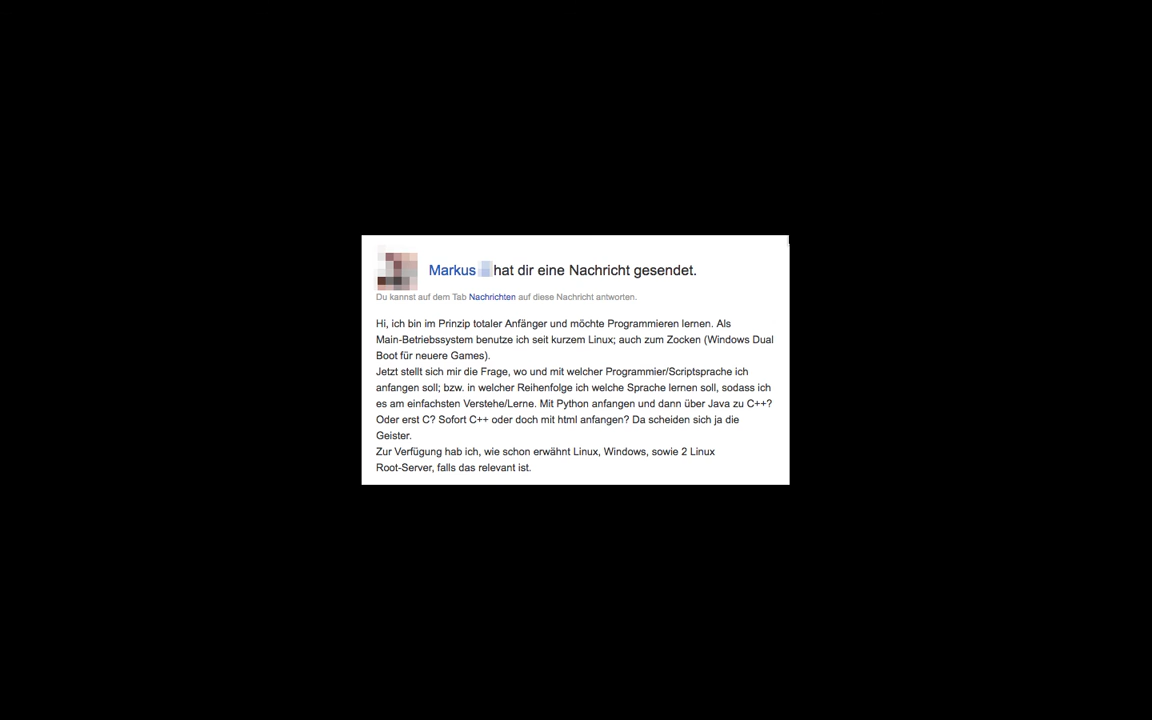 Markus hat dir eine Nachricht gesendet.
Du kannst auf dem Tab Nachrichten auf diese Nachricht antworten.
Hi, ich bin im Prinzip totaler Anfänger und möchte Programmieren lernen. Als
Main-Betriebssystem benutze ich seit kurzem Linux; auch zum Zocken (Windows Dual
Boot für neuere Games).
Jetzt stellt sich mir die Frage, wo und mit welcher Programmier/Scriptsprache ich
anfangen soll; bzw. in welcher Reihenfolge ich welche Sprache lernen soll, sodass ich
es am einfachsten Verstehe/Lerne. Mit Python anfangen und dann über Java zu C++?
Oder erst C? Sofort C++ oder doch mit html anfangen? Da scheiden sich ja die
Geister.
Zur Verfügung hab ich, wie schon erwähnt Linux, Windows, sowie 2 Linux
Root-Server, falls das relevant ist.